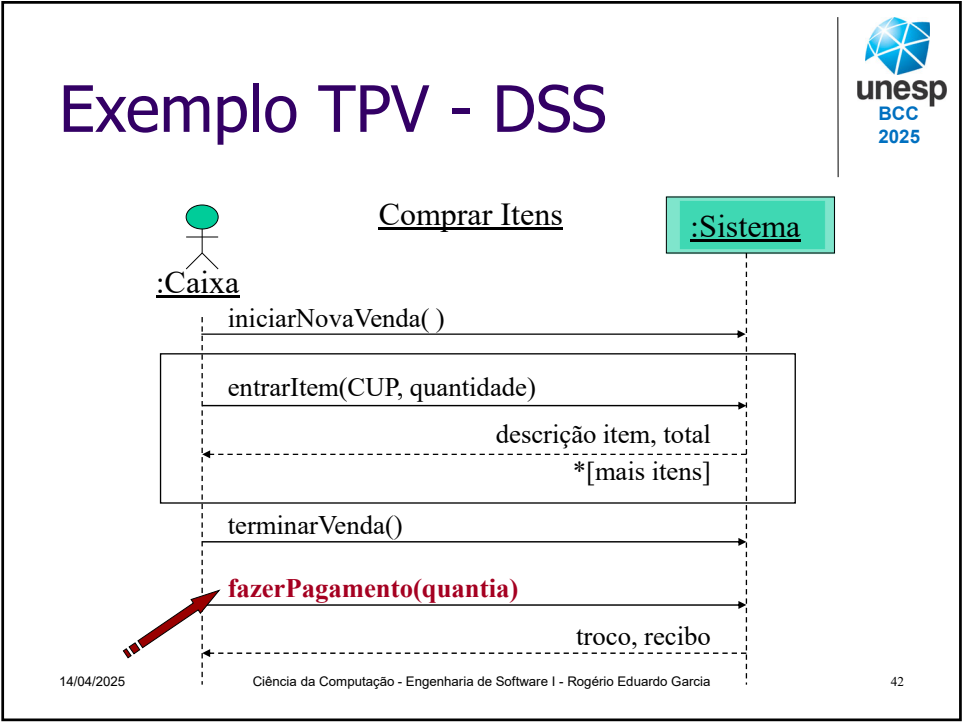 Exemplo TPV - DSS
unesp
BCC
2025
Comprar Itens
:Sistema
:Caixa
iniciarNovaVenda( )
entrarItem(CUP, quantidade)
descrição item, total
*[mais itens]
terminarVenda()
fazerPagamento(quantia)
troco, recibo
14/04/2025
Ciência da Computação - Engenharia de Software I - Rogério Eduardo Garcia
42